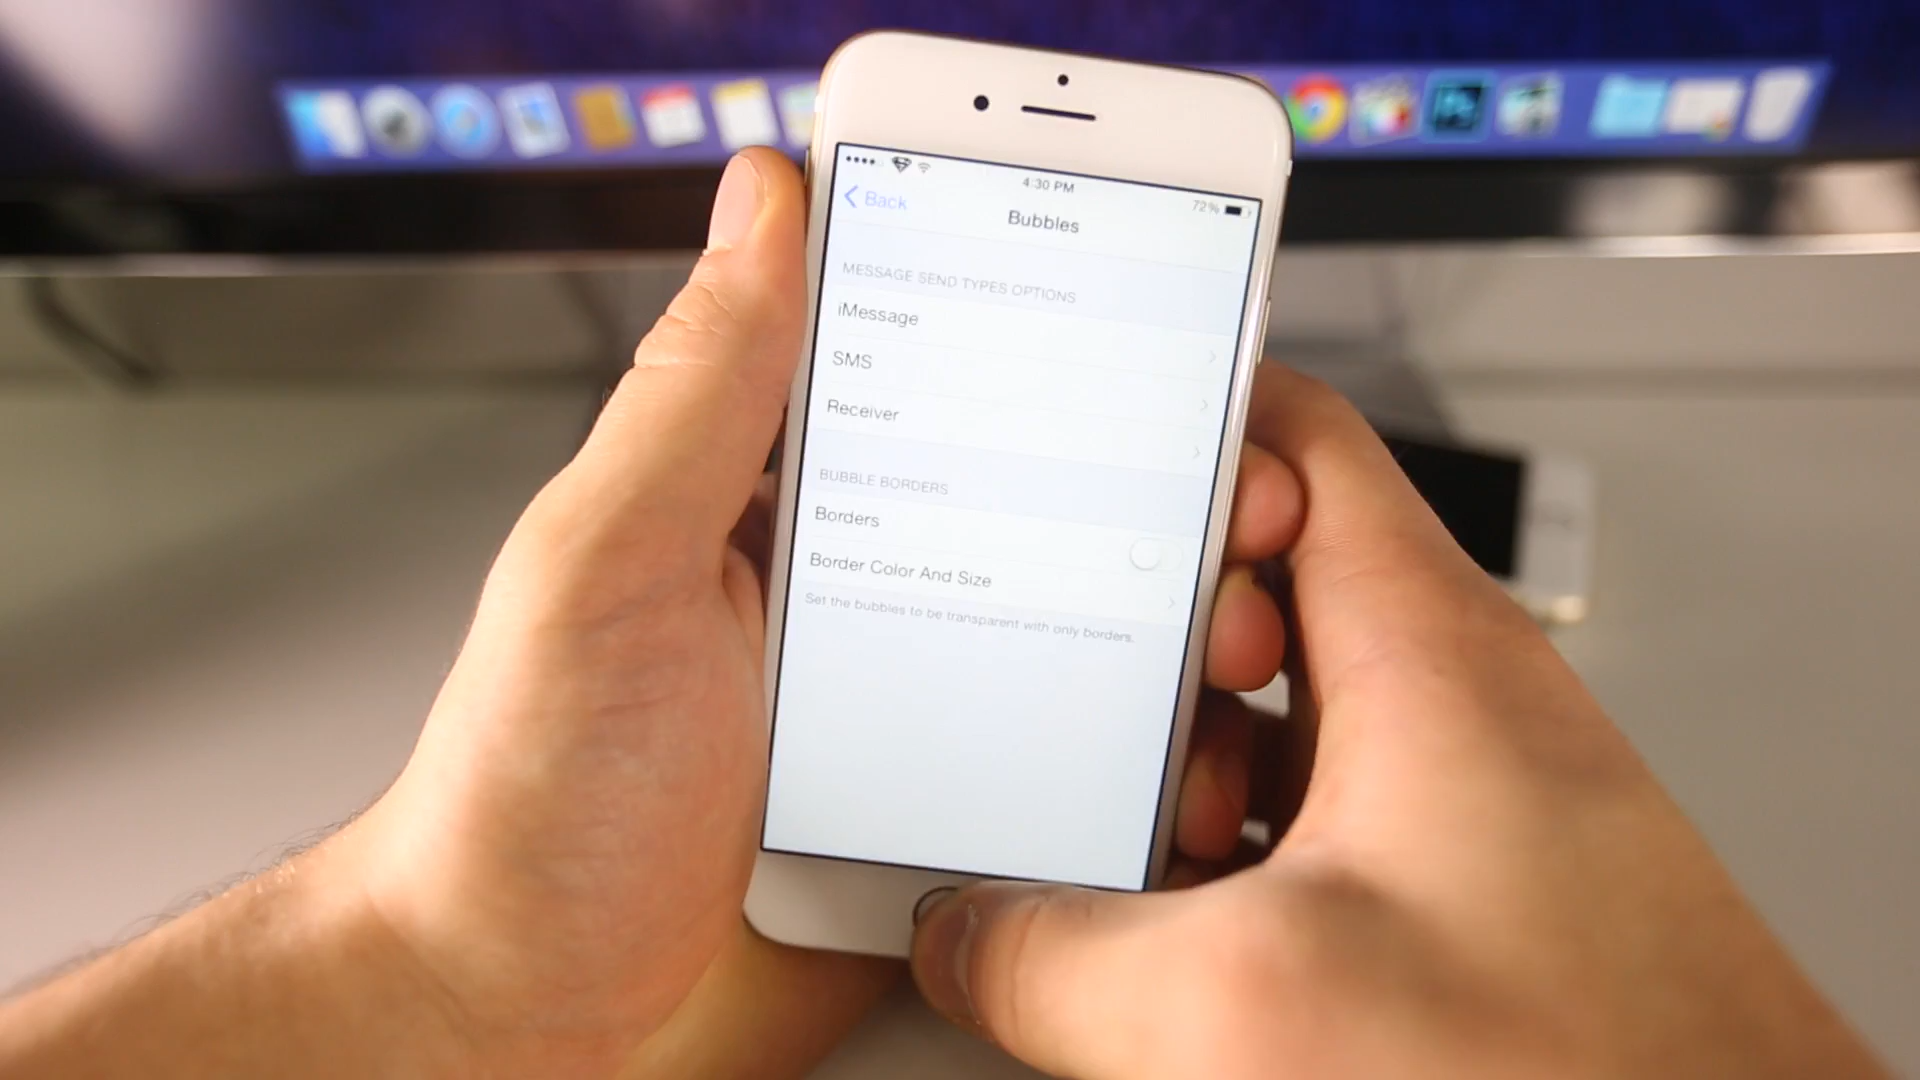 4:30 PM
72%
Back
Bubbles
MESSAGE SEND TYPES OPTIONS
iMessage
SMS
Receiver
BUBBLE BORDERS
Borders
Border Color And Size
Set the bubbles to be transparent with only borders.
Ps